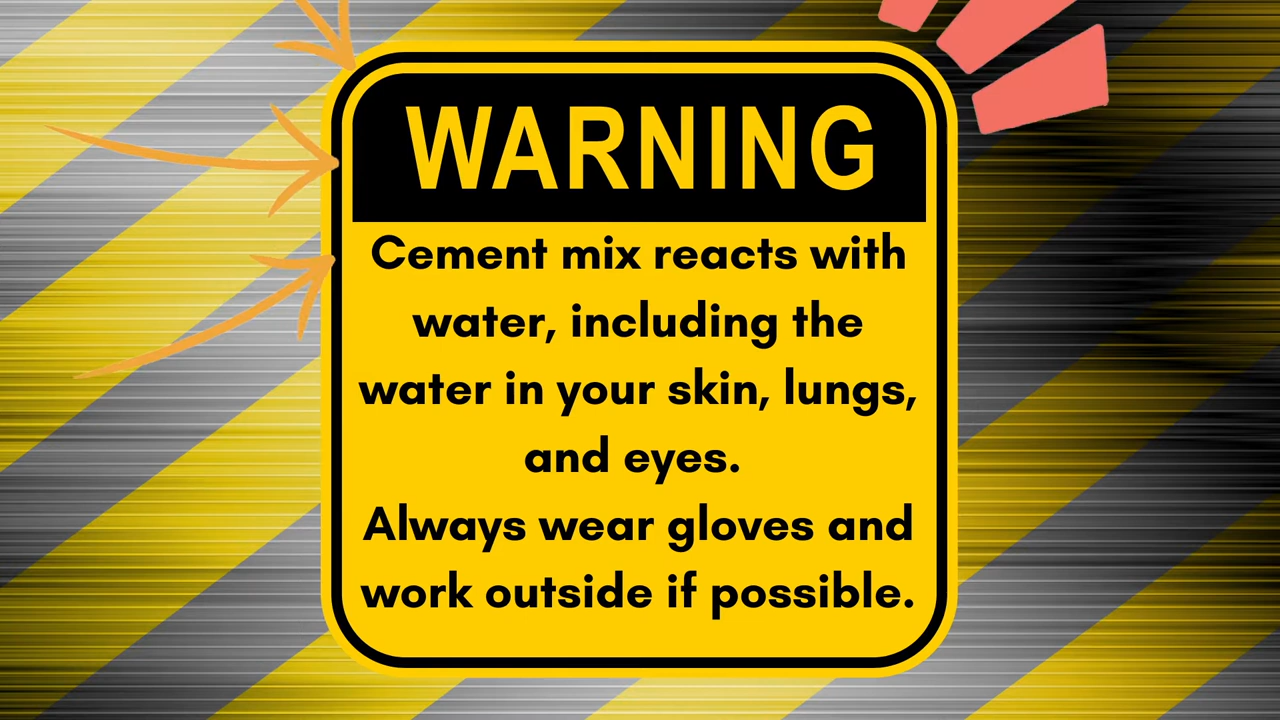 WARNING
Cement mix reacts with
water, including the
water in your skin, lungs,
and eyes.
Always wear gloves and
work outside if possible.